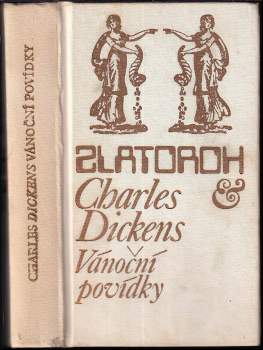 CHARLES DICKENS VÁNOČNÍ POVÍDKY
ZLATOROH
&
Charles
Dickens
Vánoční
povídky